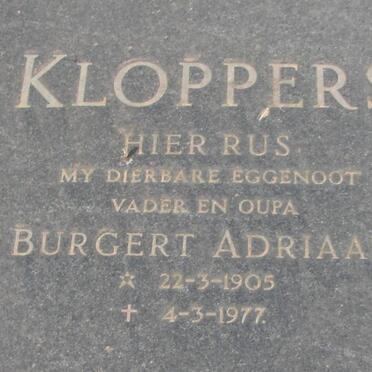 KLOPPERS
HIER RUS
MY DIERBARE EGGENOOT
VADER EN OUPA
BURGERT ADRIAA
☆ 22-3-1905
✝ 4-3-1977